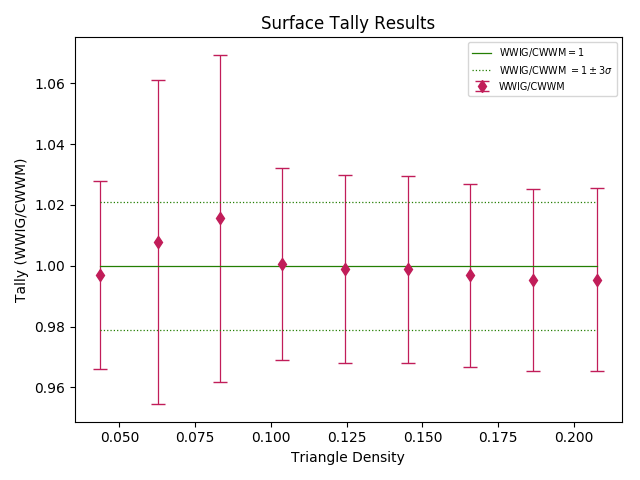 Surface Tally Results
WWIG/CWWM = 1
WWIG/CWWM = 1 ± 3σ
WWIG/CWWM
Tally (WWIG/CWWM)
1.06
1.04
1.02
1.00
0.98
0.96
0.050 0.075 0.100 0.125 0.150 0.175 0.200
Triangle Density